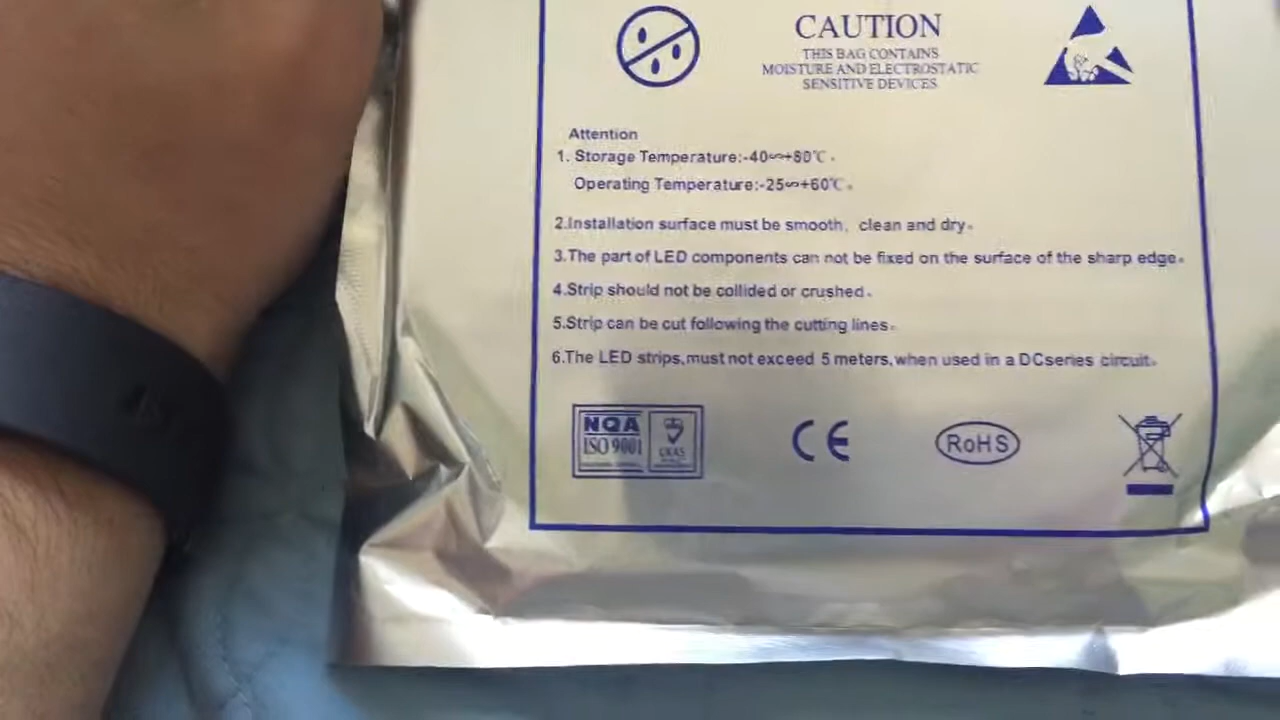 CAUTION
THIS BAG CONTAINS
MOISTURE AND ELECTROSTATIC
SENSITIVE DEVICES
Attention
1. Storage Temperature:-40∽+80℃。
Operating Temperature:-25∽+60℃。
2.Installation surface must be smooth, clean and dry。
3.The part of LED components can not be fixed on the surface of the sharp edge。
4.Strip should not be collided or crushed。
5.Strip can be cut following the cutting lines。
6.The LED strips,must not exceed 5 meters,when used in a DCseries circuit。
NQA
ISO 9001
UKAS
CE
RoHS